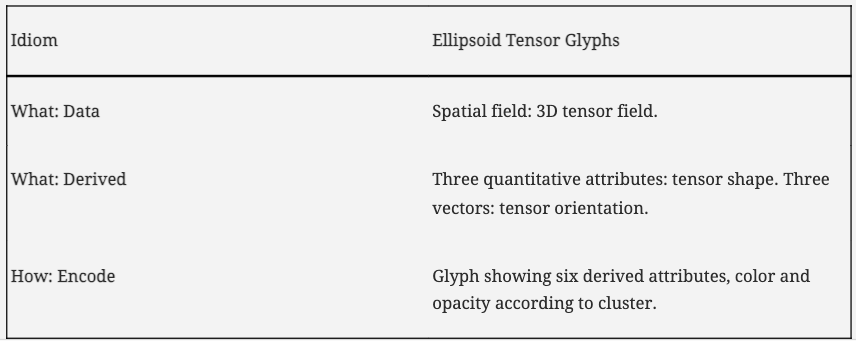 Idiom
Ellipsoid Tensor Glyphs
What: Data
Spatial field: 3D tensor field.
What: Derived
Three quantitative attributes: tensor shape. Three
vectors: tensor orientation.
How: Encode
Glyph showing six derived attributes, color and
opacity according to cluster.